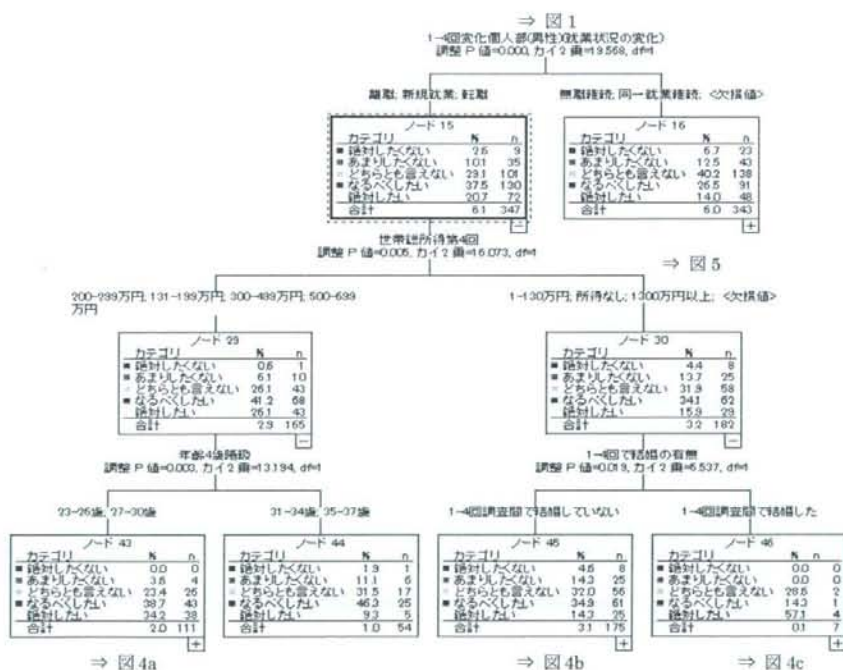 ⇒ 図1
1-4回変化個人部(男性)(就業状況の変化)
調整 P 値=0.000, カイ2乗=19.568, df=1
離職; 新規就業; 転職
無職継続; 同一就業継続; <欠損値>
ノード 15
カテゴリ % n
絶対したくない 2.6 9
あまりしたくない 10.1 35
どちらとも言えない 29.1 101
なるべくしたい 37.5 130
絶対したい 20.7 72
合計 6.1 347
ノード 16
カテゴリ % n
絶対したくない 6.7 23
あまりしたくない 12.5 43
どちらとも言えない 40.2 138
なるべくしたい 26.5 91
絶対したい 14.0 48
合計 6.0 343
世帯総所得第4回
調整 P 値=0.005, カイ2乗=16.073, df=1
⇒ 図5
200-299万円; 131-199万円; 300-499万円; 500-699
万円
1-130万円; 所得なし; <欠損値>
ノード 29
カテゴリ % n
絶対したくない 0.6 1
あまりしたくない 6.1 10
どちらとも言えない 26.1 43
なるべくしたい 41.2 68
絶対したい 26.1 43
合計 2.9 165
ノード 30
カテゴリ % n
絶対したくない 4.4 8
あまりしたくない 13.7 25
どちらとも言えない 31.9 58
なるべくしたい 34.1 62
絶対したい 15.9 29
合計 3.2 182
年齢4歳階級
調整 P 値=0.003, カイ2乗=13.194, df=1
1-4回で結婚の有無
調整 P 値=0.019, カイ2乗=5.537, df=1
23-26歳; 27-30歳
31-34歳; 35-37歳
1-4回調査間で結婚していない
1-4回調査間で結婚した
ノード 43
カテゴリ % n
絶対したくない 0.0 0
あまりしたくない 3.6 4
どちらとも言えない 23.4 26
なるべくしたい 38.7 43
絶対したい 34.2 38
合計 2.0 111
ノード 44
カテゴリ % n
絶対したくない 1.9 1
あまりしたくない 11.1 6
どちらとも言えない 31.5 17
なるべくしたい 46.3 25
絶対したい 9.3 5
合計 1.0 54
ノード 45
カテゴリ % n
絶対したくない 4.6 8
あまりしたくない 14.3 25
どちらとも言えない 32.0 56
なるべくしたい 34.9 61
絶対したい 14.3 25
合計 3.1 175
ノード 46
カテゴリ % n
絶対したくない 0.0 0
あまりしたくない 0.0 0
どちらとも言えない 28.6 2
なるべくしたい 14.3 1
絶対したい 57.1 4
合計 0.1 7
⇒ 図4a
⇒ 図4b
⇒ 図4c